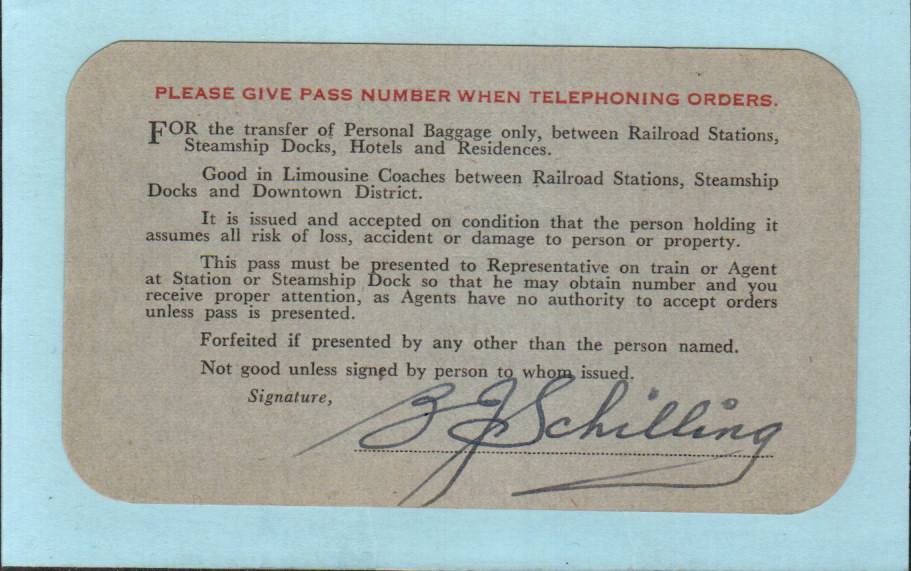 PLEASE GIVE PASS NUMBER WHEN TELEPHONING ORDERS.
FOR the transfer of Personal Baggage only, between Railroad Stations,
Steamship Docks, Hotels and Residences.
Good in Limousine Coaches between Railroad Stations, Steamship
Docks and Downtown District.
It is issued and accepted on condition that the person holding it
assumes all risk of loss, accident or damage to person or property.
This pass must be presented to Representative on train or Agent
at Station or Steamship Dock so that he may obtain number and you
receive proper attention, as Agents have no authority to accept orders
unless pass is presented.
Forfeited if presented by any other than the person named.
Not good unless signed by person to whom issued.
Signature, B J Schilling